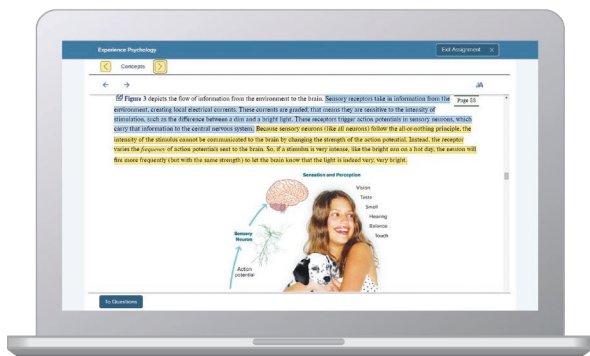 Experience Psychology
Exit Assignment X
Concepts
Figure 3 depicts the flow of information from the environment to the brain. Sensory receptors take in information from the
Page 88
environment, creating local electrical currents. These currents are graded; that means they are sensitive to the intensity of
stimulation, such as the difference between a dim and a bright light. These receptors trigger action potentials in sensory neurons, which
carry that information to the central nervous system. Because sensory neurons (like all neurons) follow the all-or-nothing principle, the
intensity of the stimulus cannot be communicated to the brain by changing the strength of the action potential. Instead, the receptor
varies the frequency of action potentials sent to the brain. So, if a stimulus is very intense, like the bright sun on a hot day, the neuron will
fire more frequently (but with the same strength) to let the brain know that the light is indeed very, very bright.
Sensation and Perception
Vision
Taste
Smell
Hearing
Balance
Touch
Sensory
Neuron
Action
potential
To Questions